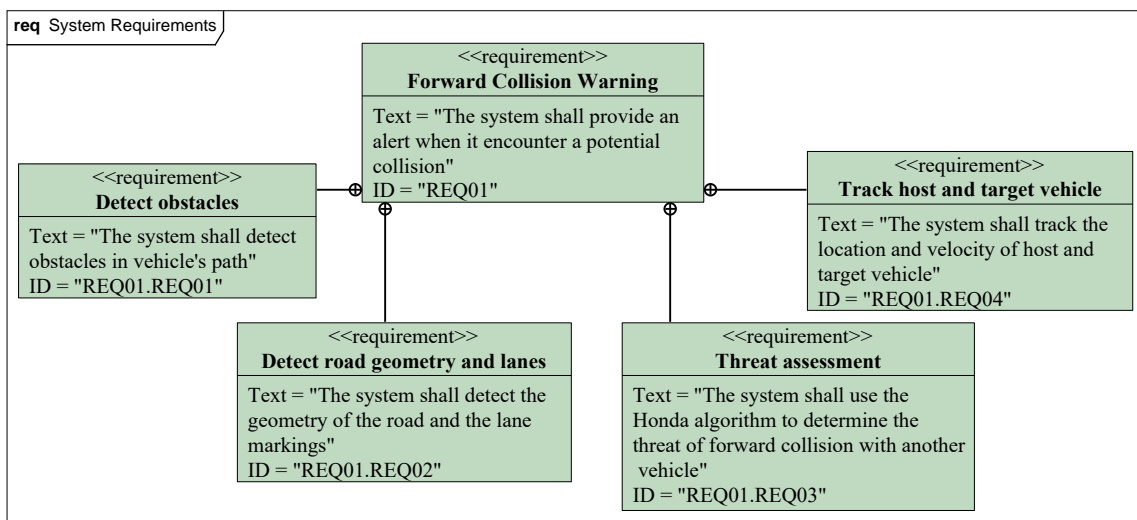 req System Requirements
<<requirement>>
Forward Collision Warning
Text = "The system shall provide an
alert when it encounter a potential
collision"
ID = "REQ01"
<<requirement>>
Detect obstacles
Text = "The system shall detect
obstacles in vehicle's path"
ID = "REQ01.REQ01"
<<requirement>>
Track host and target vehicle
Text = "The system shall track the
location and velocity of host and
target vehicle"
ID = "REQ01.REQ04"
<<requirement>>
Detect road geometry and lanes
Text = "The system shall detect the
geometry of the road and the lane
markings"
ID = "REQ01.REQ02"
<<requirement>>
Threat assessment
Text = "The system shall use the
Honda algorithm to determine the
threat of forward collision with another
vehicle"
ID = "REQ01.REQ03"